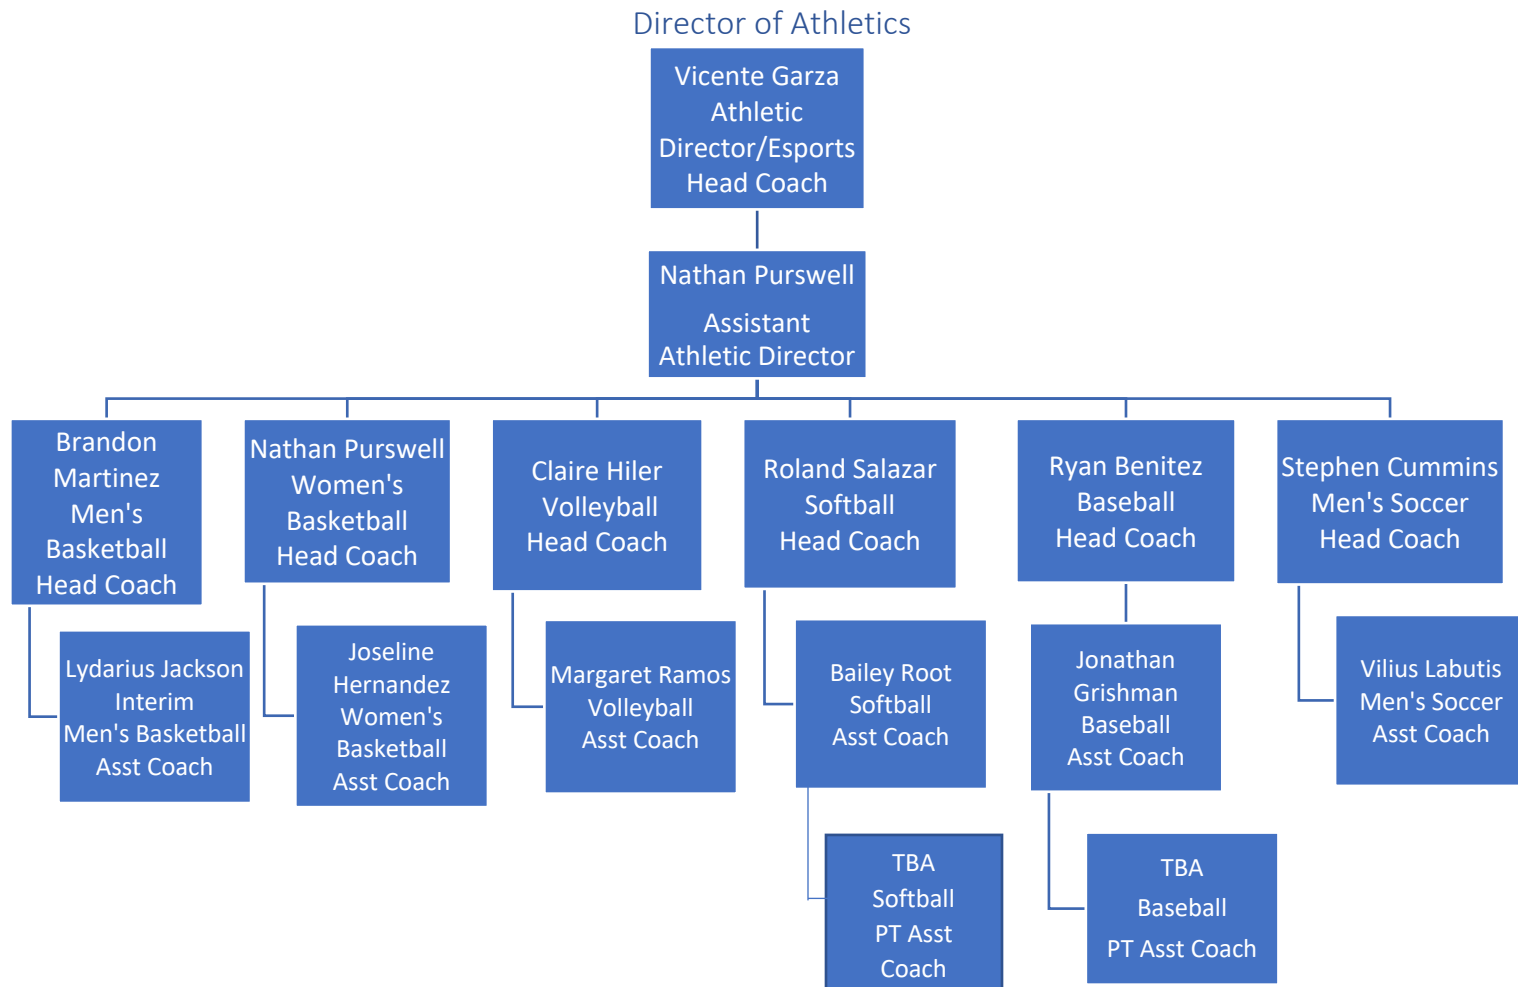 Director of Athletics
Vicente Garza
Athletic
Director/Esports
Head Coach
Nathan Purswell
Assistant
Athletic Director
Brandon
Martinez
Men's
Basketball
Head Coach
Nathan Purswell
Women's
Basketball
Head Coach
Claire Hiler
Volleyball
Head Coach
Roland Salazar
Softball
Head Coach
Ryan Benitez
Baseball
Head Coach
Stephen Cummins
Men's Soccer
Head Coach
Lydarius Jackson
Interim
Men's Basketball
Asst Coach
Joseline
Hernandez
Women's
Basketball
Asst Coach
Margaret Ramos
Volleyball
Asst Coach
Bailey Root
Softball
Asst Coach
Jonathan
Grishman
Baseball
Asst Coach
Vilius Labutis
Men's Soccer
Asst Coach
TBA
Softball
PT Asst
Coach
TBA
Baseball
PT Asst Coach